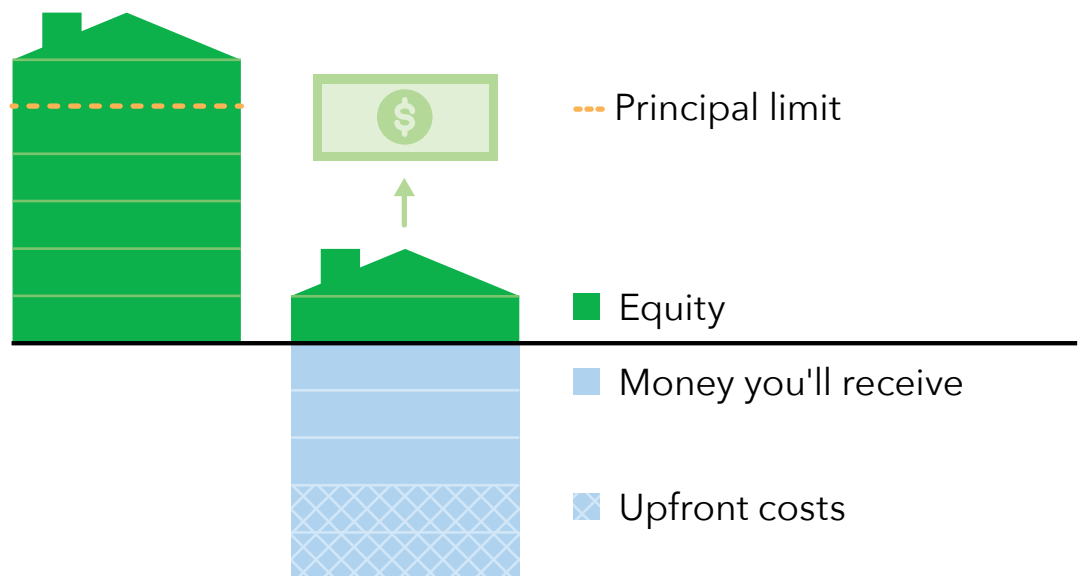 $
Principal limit
Equity
Money you'll receive
Upfront costs